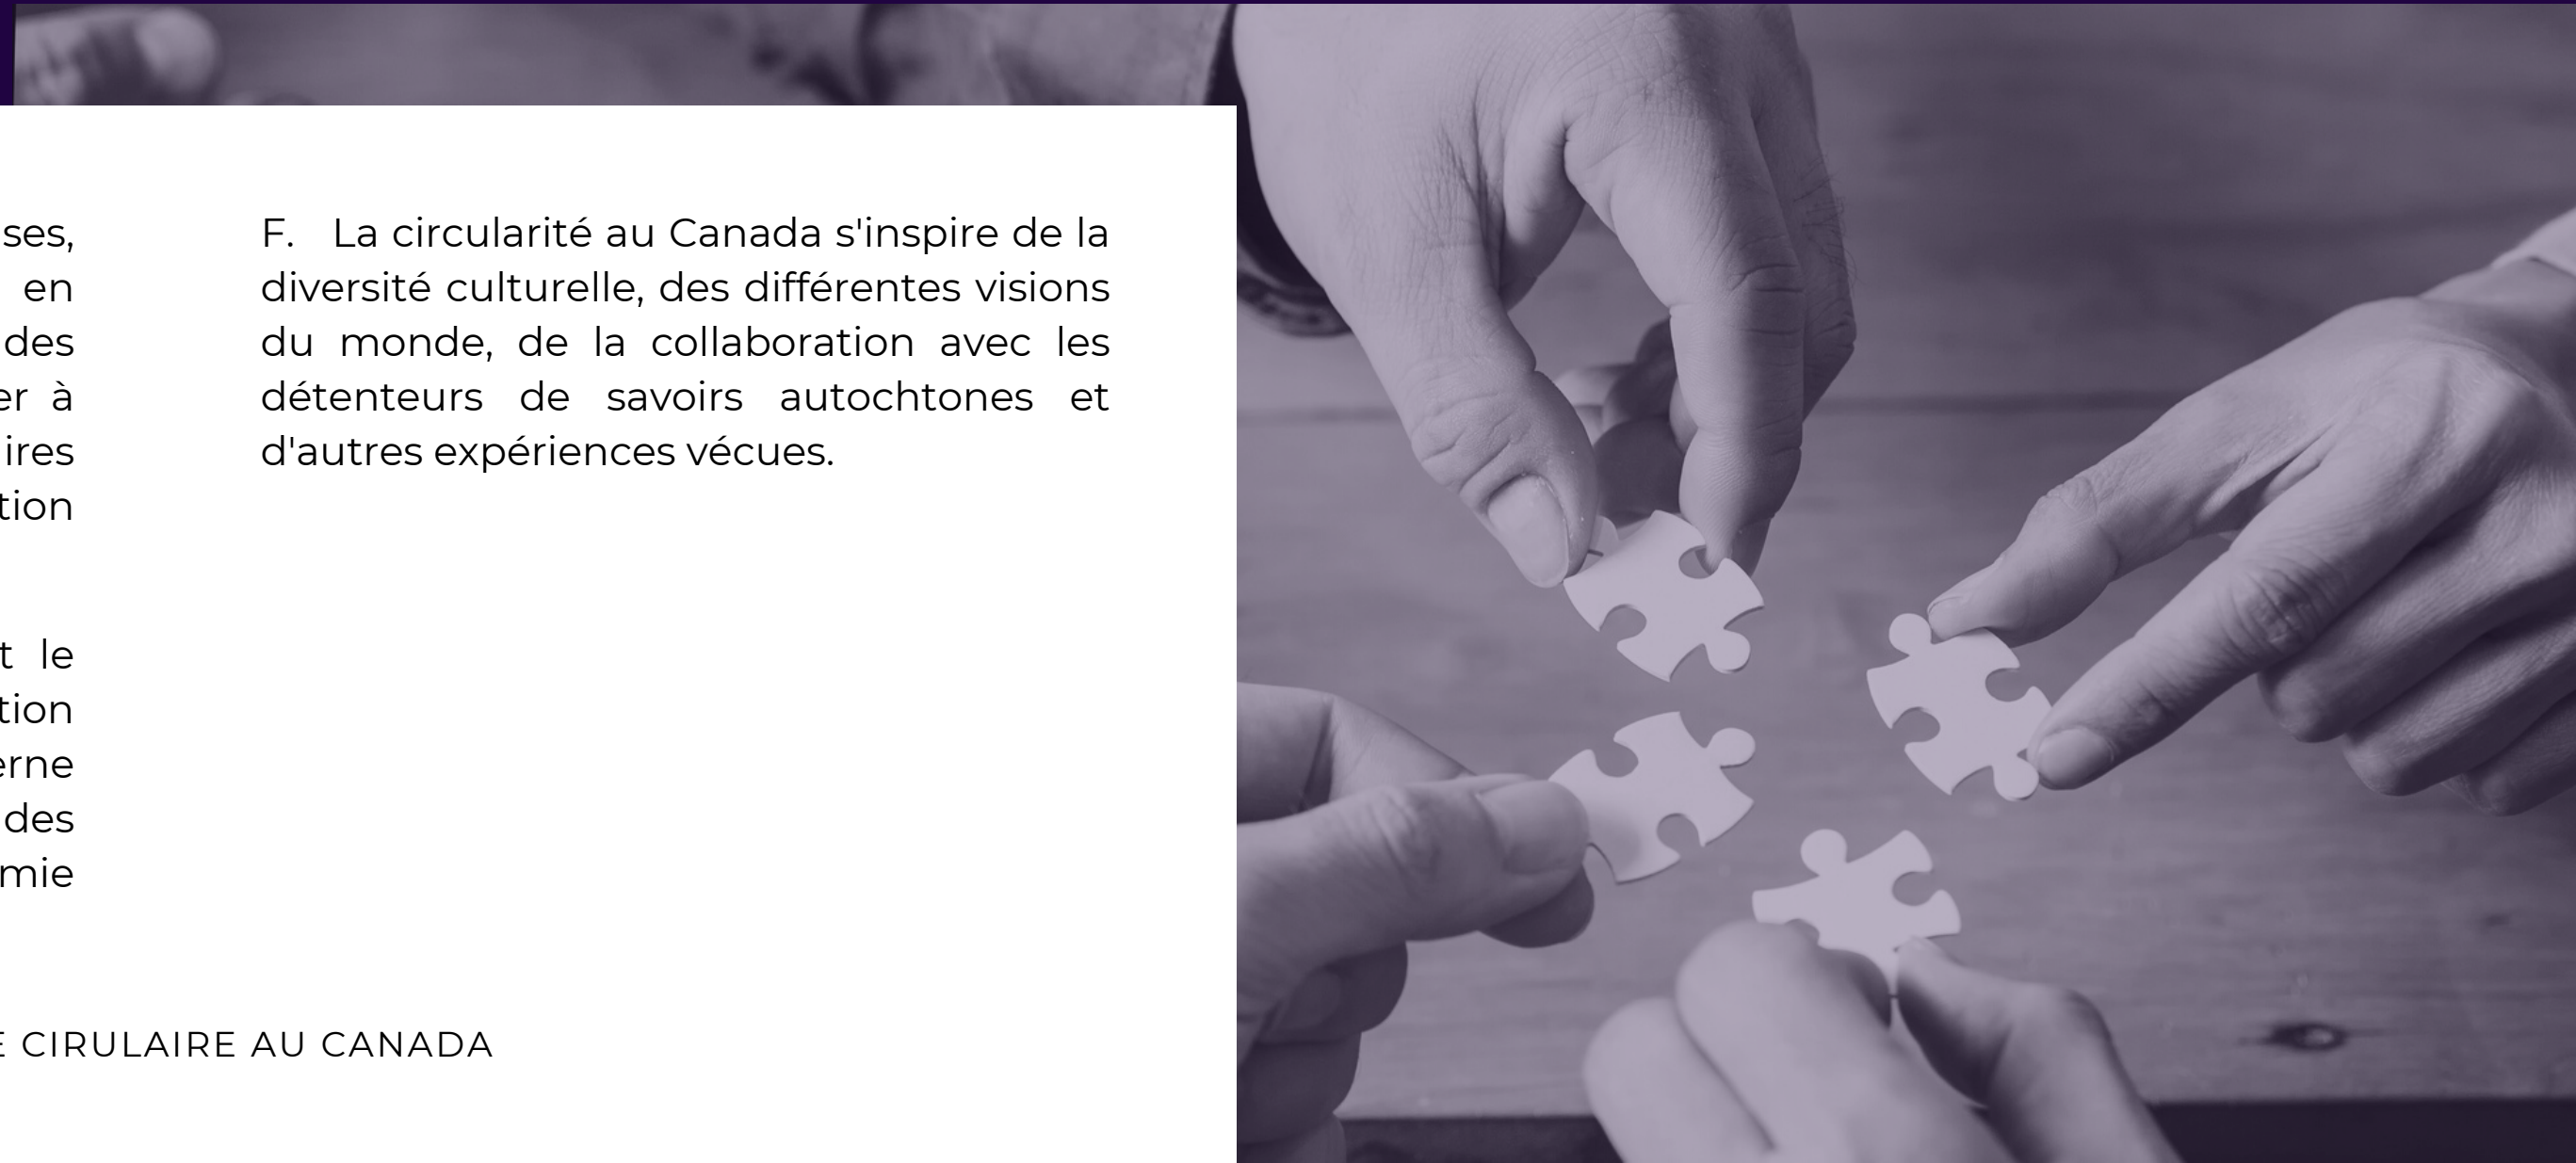 ses,
en
des
er à
ires
tion
t le
tion
erne
des
mie
F. La circularité au Canada s'inspire de la
diversité culturelle, des différentes visions
du monde, de la collaboration avec les
détenteurs de savoirs autochtones et
d'autres expériences vécues.
E CIRULAIRE AU CANADA